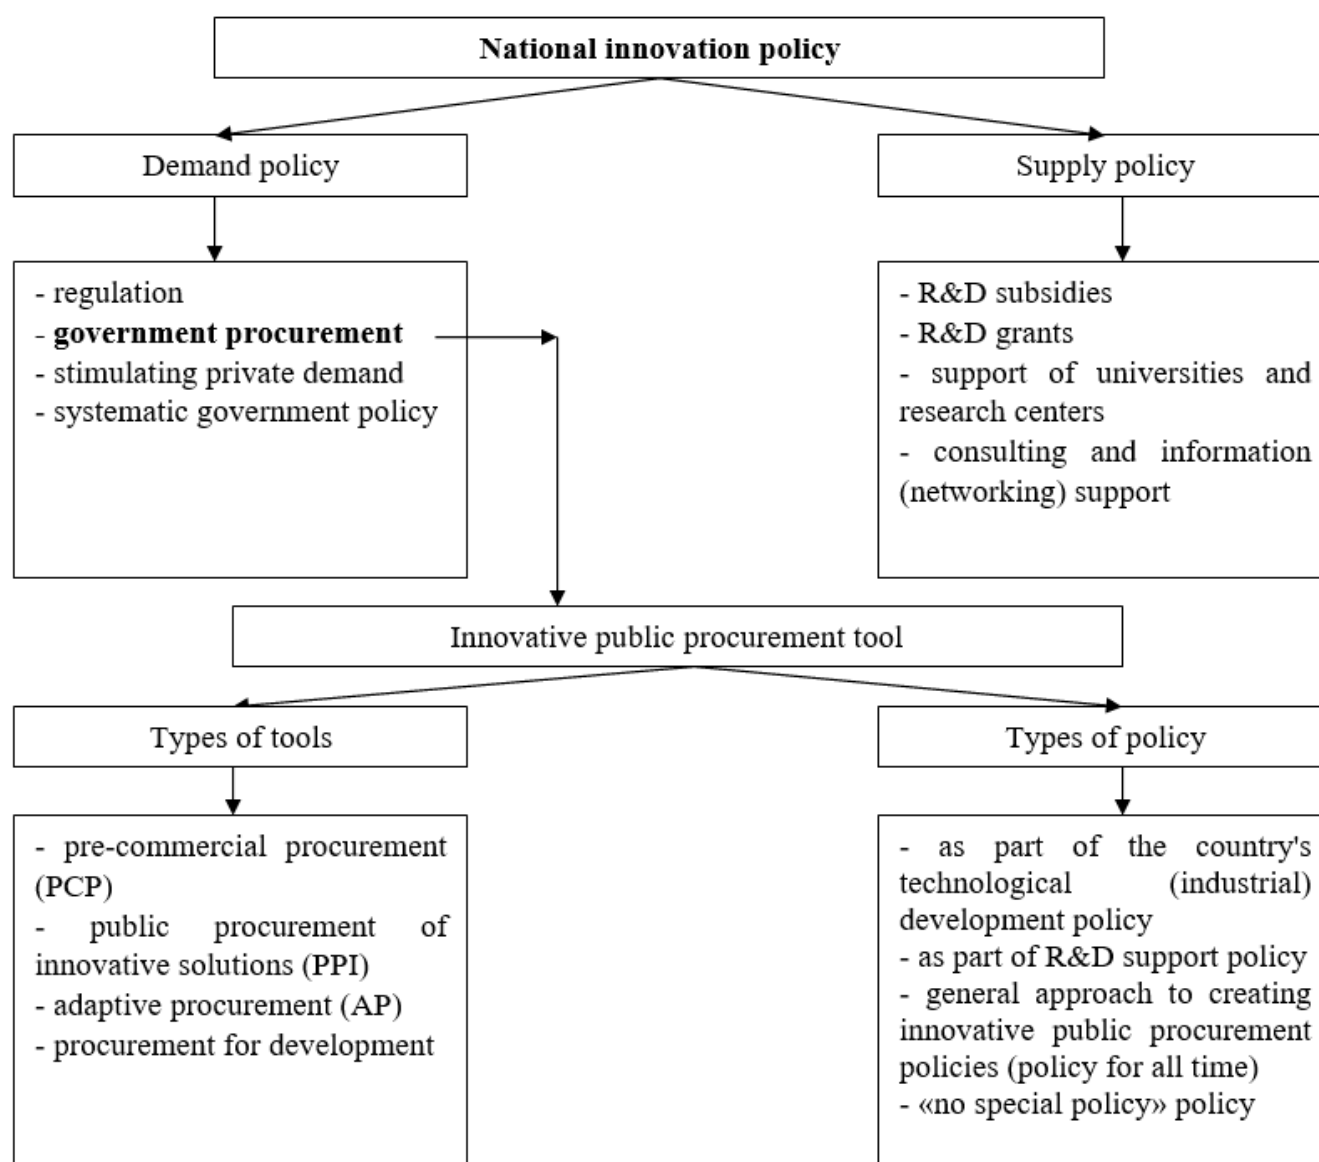 National innovation policy
Demand policy
Supply policy
- regulation
- government procurement
- stimulating private demand
- systematic government policy
- R&D subsidies
- R&D grants
- support of universities and
research centers
- consulting and information
(networking) support
Innovative public procurement tool
Types of tools
Types of policy
- pre-commercial procurement
(PCP)
- public procurement of
innovative solutions (PPI)
- adaptive procurement (AP)
- procurement for development
- as part of the country's
technological (industrial)
development policy
- as part of R&D support policy
- general approach to creating
innovative public procurement
policies (policy for all time)
- «no special policy» policy